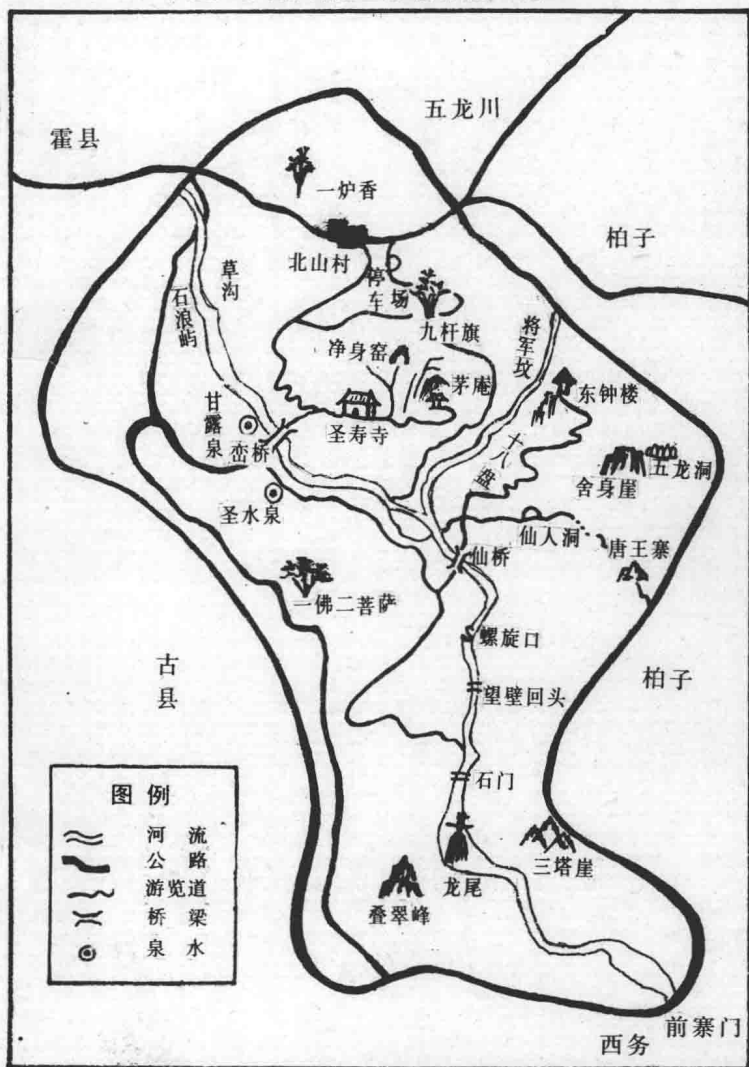 五龙川
霍县
一炉香
柏子
北山村
草沟
停车场
石浪屿
九杆旗
将军坟
净身窑
茅庵
东钟楼
甘露泉
圣寿寺
峦桥
十八盘
五龙洞
舍身崖
圣水泉
仙人洞
唐王寨
仙桥
一佛二菩萨
螺旋口
古县
柏子
望壁回头
石门
图例
河流
公路
游览道
桥梁
泉水
三塔崖
龙尾
叠翠峰
前寨门
西务